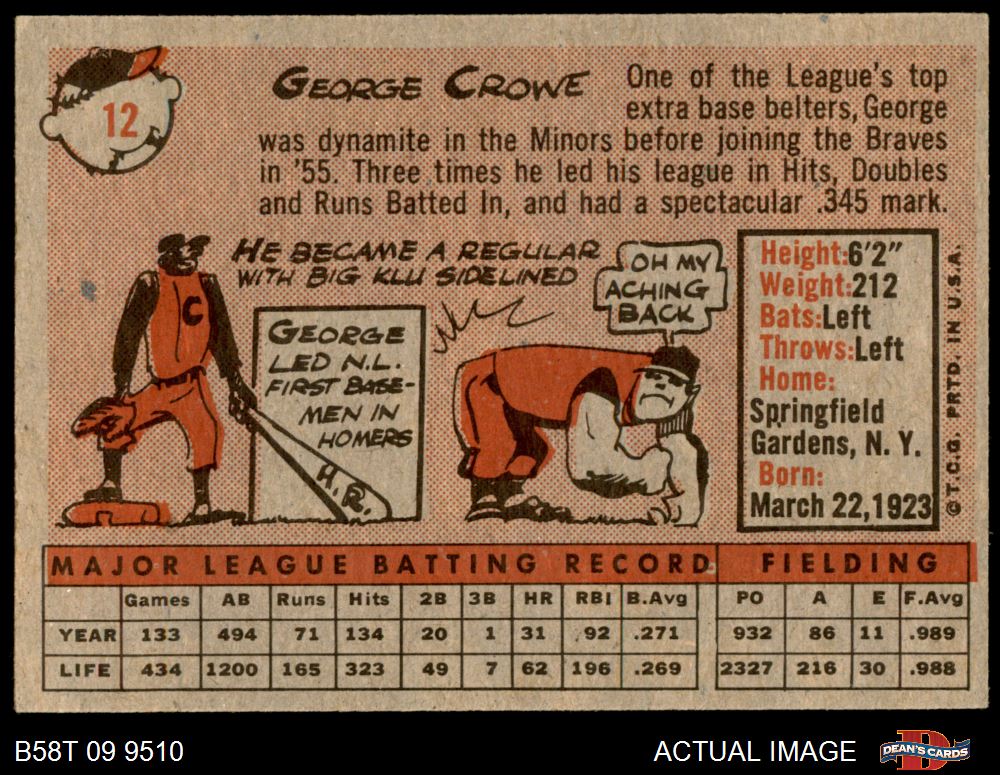 12
GEORGE CROWE
One of the League's top
extra base belters, George
was dynamite in the Minors before joining the Braves
in '55. Three times he led his league in Hits, Doubles
and Runs Batted In, and had a spectacular .345 mark.
HE BECAME A REGULAR
WITH BIG KLU SIDELINED
C
GEORGE
LED N.L.
FIRST BASE-
MEN IN
HOMERS
H.R.
OH MY
ACHING
BACK
Height: 6'2"
Weight: 212
Bats: Left
Throws: Left
Home:
Springfield
Gardens, N. Y.
Born:
March 22, 1923
© T.C.G. PRTD. IN U.S.A.
MAJOR LEAGUE BATTING RECORD FIELDING
Games AB Runs Hits 2B 3B HR RBI B.Avg PO A E F.Avg
YEAR 133 494 71 134 20 1 31 92 .271 932 86 11 .989
LIFE 434 1200 165 323 49 7 62 196 .269 2327 216 30 .988
B58T 09 9510
ACTUAL IMAGE
D
DEAN'S CARDS